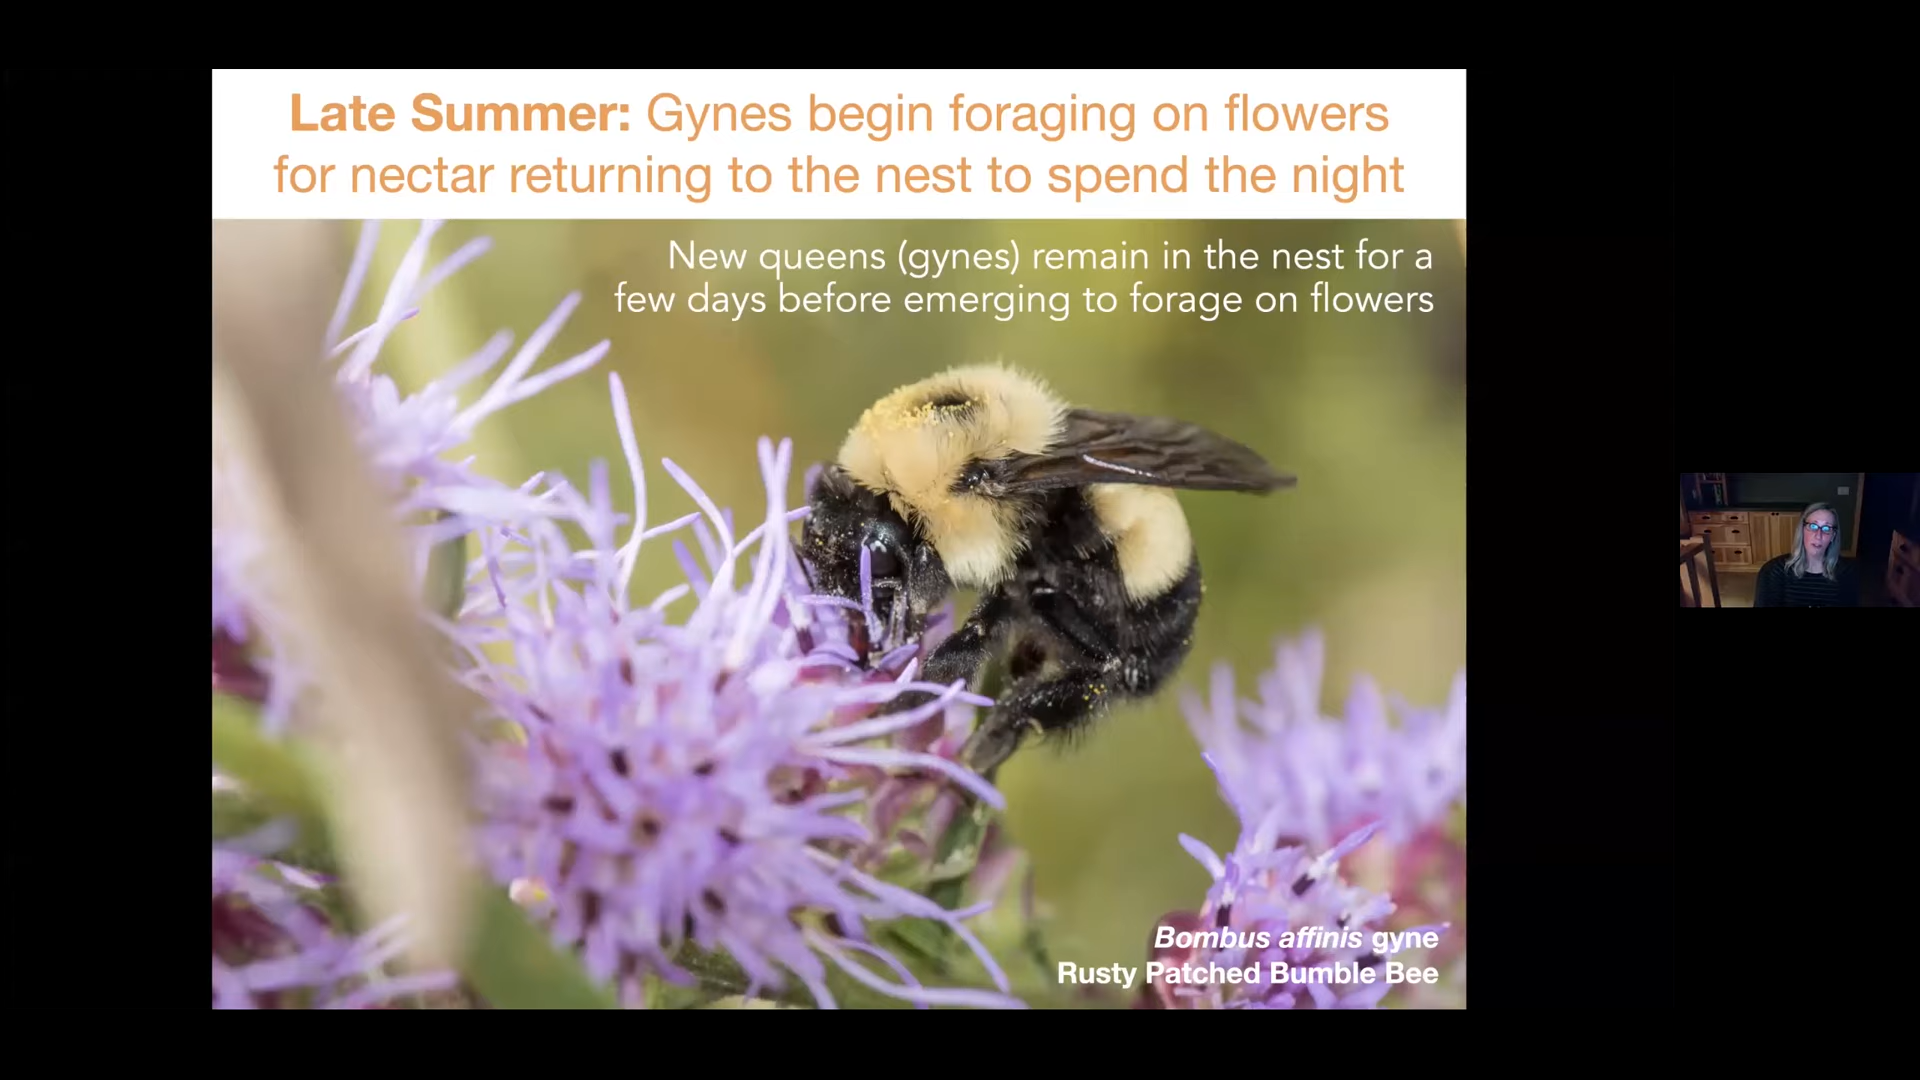 Late Summer: Gynes begin foraging on flowers
for nectar returning to the nest to spend the night
New queens (gynes) remain in the nest for a
few days before emerging to forage on flowers
Bombus affinis gyne
Rusty Patched Bumble Bee